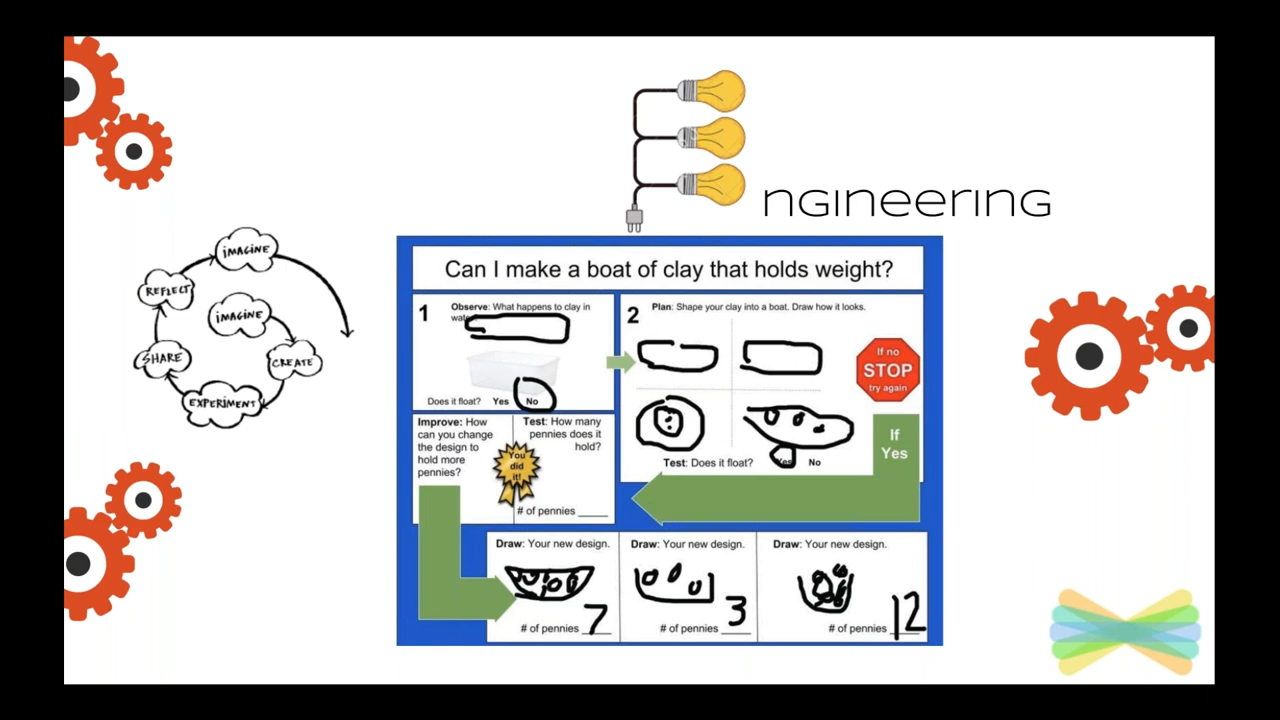 ngineering
Can I make a boat of clay that holds weight?
1
Observe: What happens to clay in
2
Plan: Shape your clay into a boat. Draw how it looks.
If no
STOP
try again
Does it float? Yes No
If
Yes
Test: Does it float? Yes No
Improve: How
can you change
the design to
hold more
pennies?
Test: How many
pennies does it
hold?
You
did
it!
# of pennies
Draw: Your new design.
# of pennies 7
Draw: Your new design.
# of pennies 3
Draw: Your new design.
# of pennies 12
IMAGINE
REFLECT
IMAGINE
SHARE
CREATE
EXPERIMENT